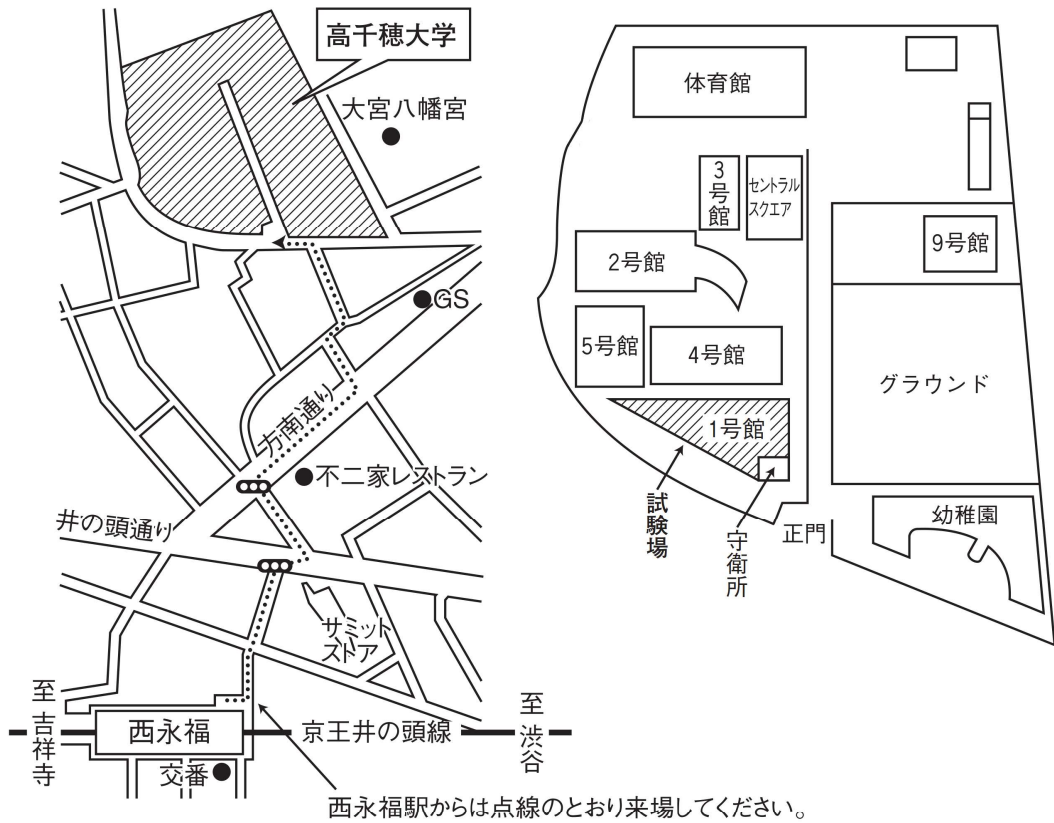 高千穂大学
大宮八幡宮
GS
方南通り
不二家レストラン
井の頭通り
サミット
ストア
至吉祥寺
西永福
京王井の頭線
至渋谷
交番
西永福駅からは点線のとおり来場してください。
体育館
3号館
セントラル
スクエア
2号館
9号館
5号館
4号館
グラウンド
1号館
試験場
守衛所
正門
幼稚園